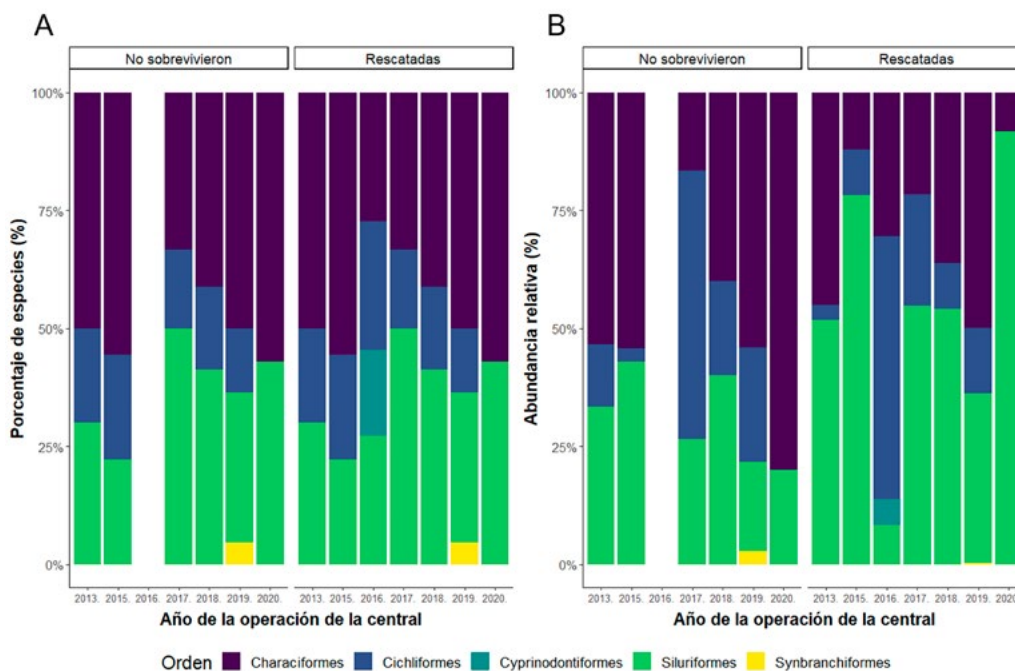 A
B
No sobrevivieron
Rescatadas
No sobrevivieron
Rescatadas
Porcentaje de especies (%)
100%
75%
50%
25%
0%
Abundancia relativa (%)
100%
75%
50%
25%
0%
2013. 2015. 2016. 2017. 2018. 2019. 2020.
2013. 2015. 2016. 2017. 2018. 2019. 2020.
2013. 2015. 2016. 2017. 2018. 2019. 2020.
2013. 2015. 2016. 2017. 2018. 2019. 2020
Año de la operación de la central
Año de la operación de la central
Orden Characiformes Cichliformes Cyprinodontiformes Siluriformes Synbranchiformes